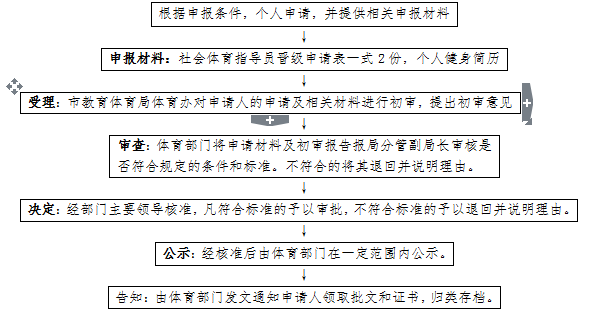 根据申报条件，个人申请，并提供相关申报材料
申报材料：社会体育指导员晋级申请表一式 2 份，个人健身简历
受理：市教育体育局体育办对申请人的申请及相关材料进行初审，提出初审意见
审查：体育部门将申请材料及初审报告报局分管副局长审核是
否符合规定的条件和标准。不符合的将其退回并说明理由。
决定：经部门主要领导核准，凡符合标准的予以审批，不符合标准的予以退回并说明理由。
公示：经核准后由体育部门在一定范围内公示。
告知：由体育部门发文通知申请人领取批文和证书，归类存档。